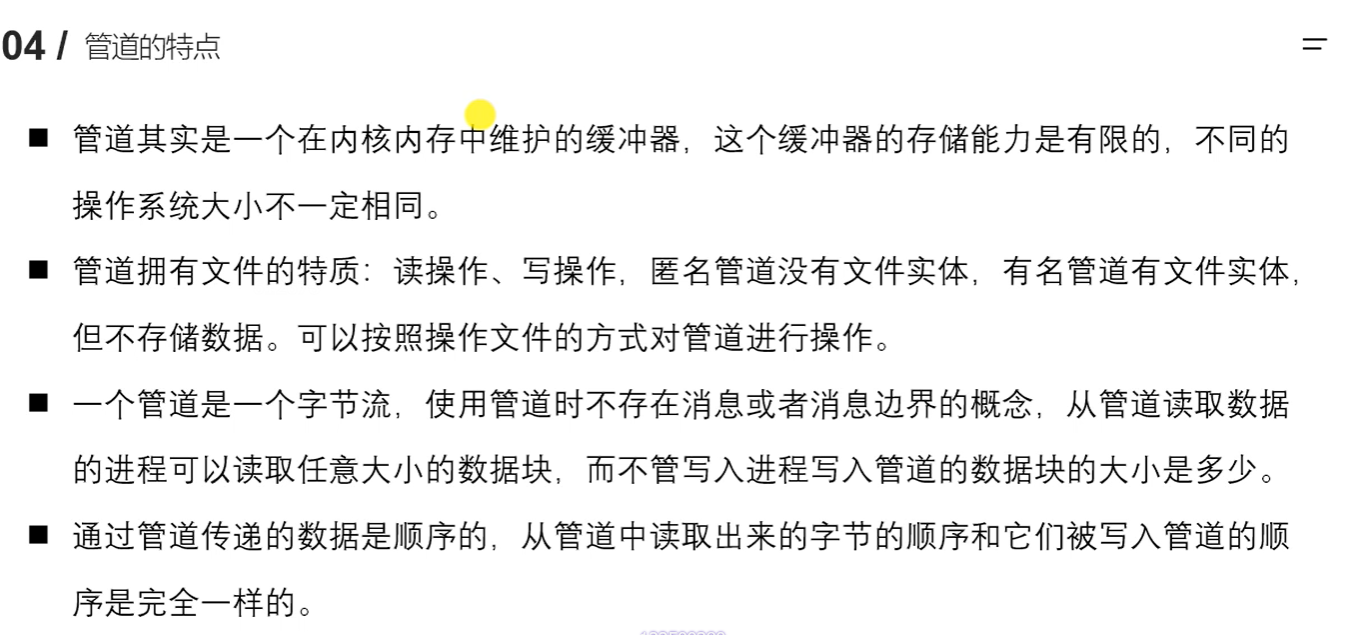 04 / 管道的特点
■ 管道其实是一个在内核内存中维护的缓冲器，这个缓冲器的存储能力是有限的，不同的
操作系统大小不一定相同。
■ 管道拥有文件的特质：读操作、写操作，匿名管道没有文件实体，有名管道有文件实体，
但不存储数据。可以按照操作文件的方式对管道进行操作。
■ 一个管道是一个字节流，使用管道时不存在消息或者消息边界的概念，从管道读取数据
的进程可以读取任意大小的数据块，而不管写入进程写入管道的数据块的大小是多少。
■ 通过管道传递的数据是顺序的，从管道中读取出来的字节的顺序和它们被写入管道的顺
序是完全一样的。